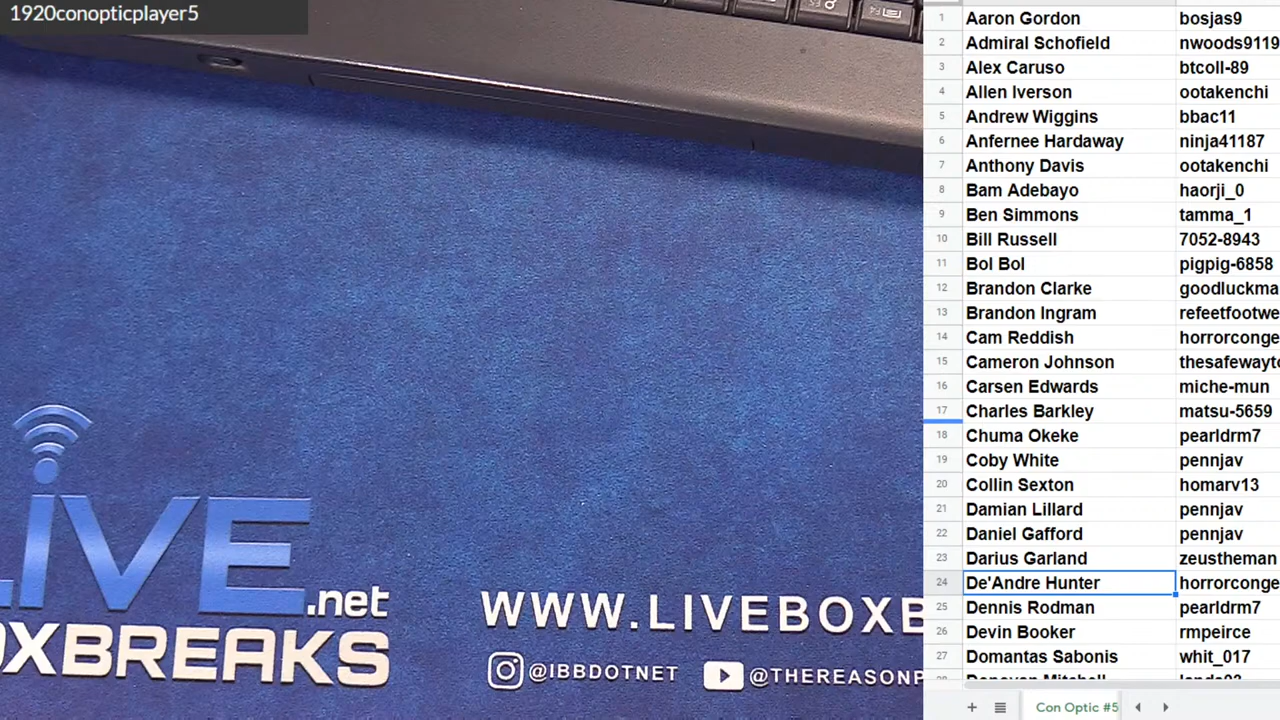 1920conopticplayer5
LIVE
.net
OXBREAKS
WWW.LIVEBOXB
@IBBDOTNET
@THEREASONP
1 Aaron Gordon bosjas9
2 Admiral Schofield nwoods9119
3 Alex Caruso btcoll-89
4 Allen Iverson ootakenchi
5 Andrew Wiggins bbac11
6 Anfernee Hardaway ninja41187
7 Anthony Davis ootakenchi
8 Bam Adebayo haorji_0
9 Ben Simmons tamma_1
10 Bill Russell 7052-8943
11 Bol Bol pigpig-6858
12 Brandon Clarke goodluckma
13 Brandon Ingram refeetfootwe
14 Cam Reddish horrorconge
15 Cameron Johnson thesafewayto
16 Carsen Edwards miche-mun
17 Charles Barkley matsu-5659
18 Chuma Okeke pearldrm7
19 Coby White pennjav
20 Collin Sexton homarv13
21 Damian Lillard pennjav
22 Daniel Gafford pennjav
23 Darius Garland zeustheman
24 De'Andre Hunter horrorconge
25 Dennis Rodman pearldrm7
26 Devin Booker rmpeirce
27 Domantas Sabonis whit_017
Con Optic #5